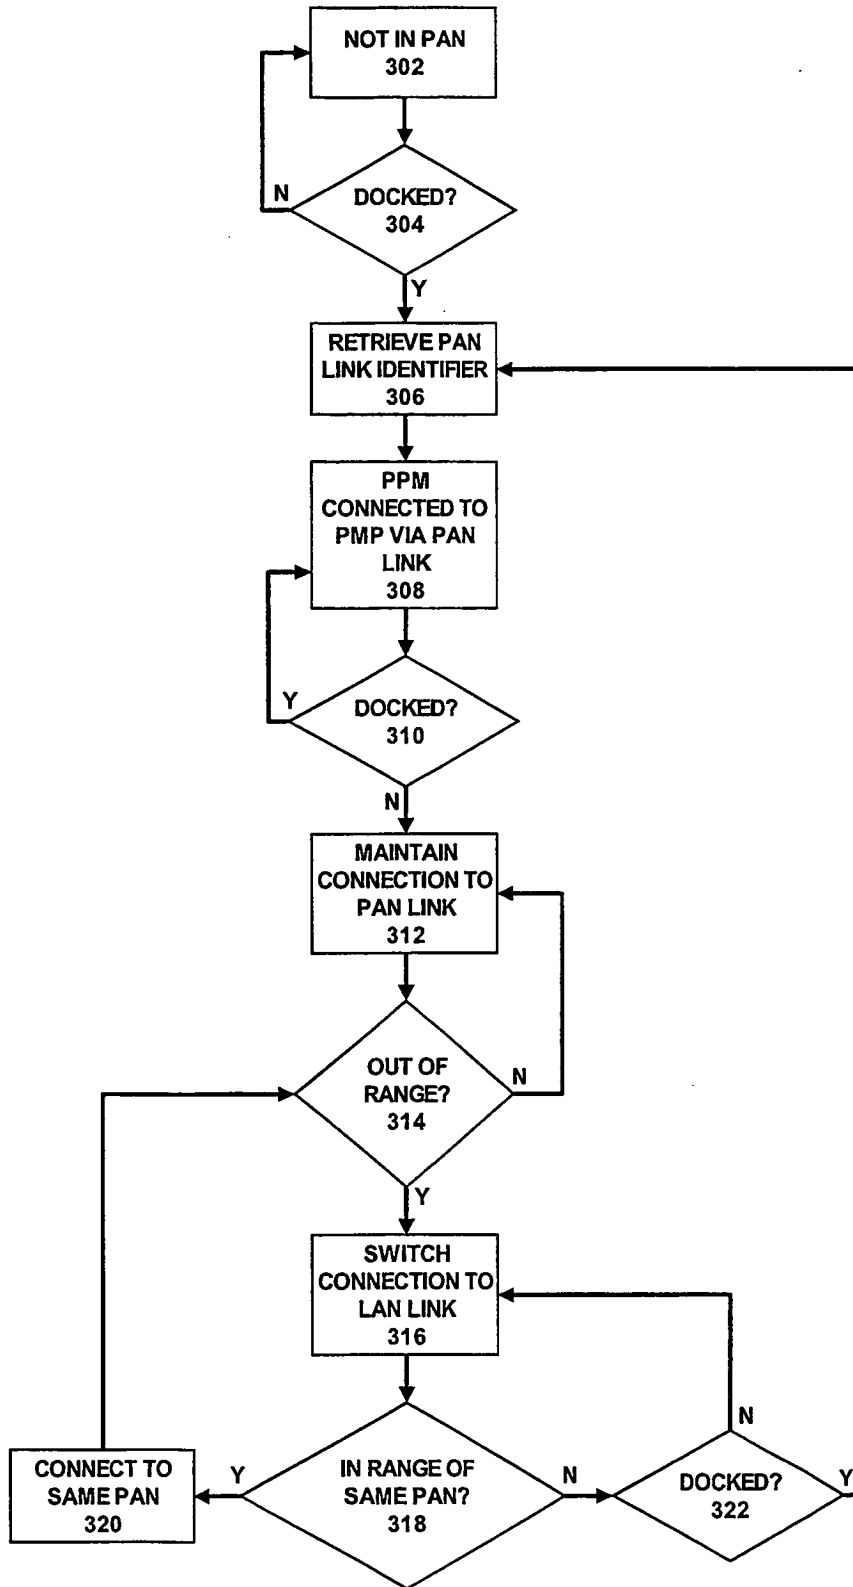 NOT IN PAN
302
DOCKED?
304
N
Y
RETRIEVE PAN
LINK IDENTIFIER
306
PPM
CONNECTED TO
PMP VIA PAN
LINK
308
DOCKED?
310
Y
N
MAINTAIN
CONNECTION TO
PAN LINK
312
OUT OF
RANGE?
314
N
Y
SWITCH
CONNECTION TO
LAN LINK
316
IN RANGE OF
SAME PAN?
318
Y
N
CONNECT TO
SAME PAN
320
DOCKED?
322
N
Y